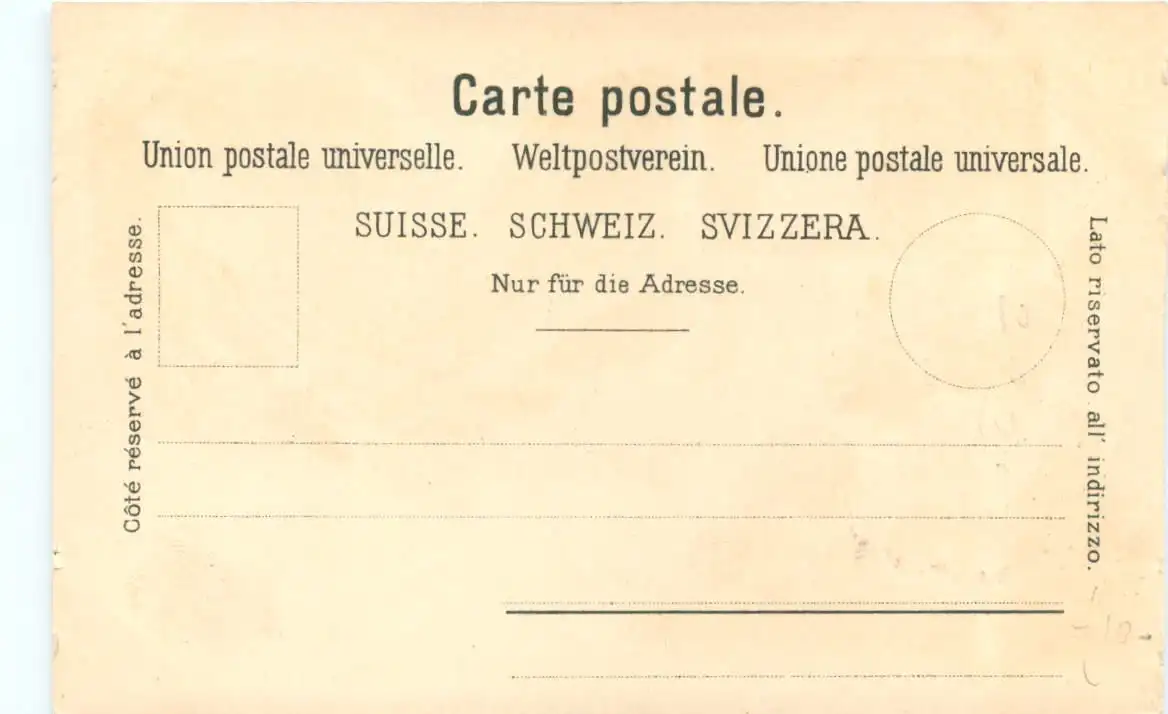 Carte postale.
Union postale universelle. Weltpostverein. Unione postale universale.
SUISSE. SCHWEIZ. SVIZZERA.
Nur für die Adresse.
Côté réservé à l'adresse.
Lato riservato all' indirizzo.